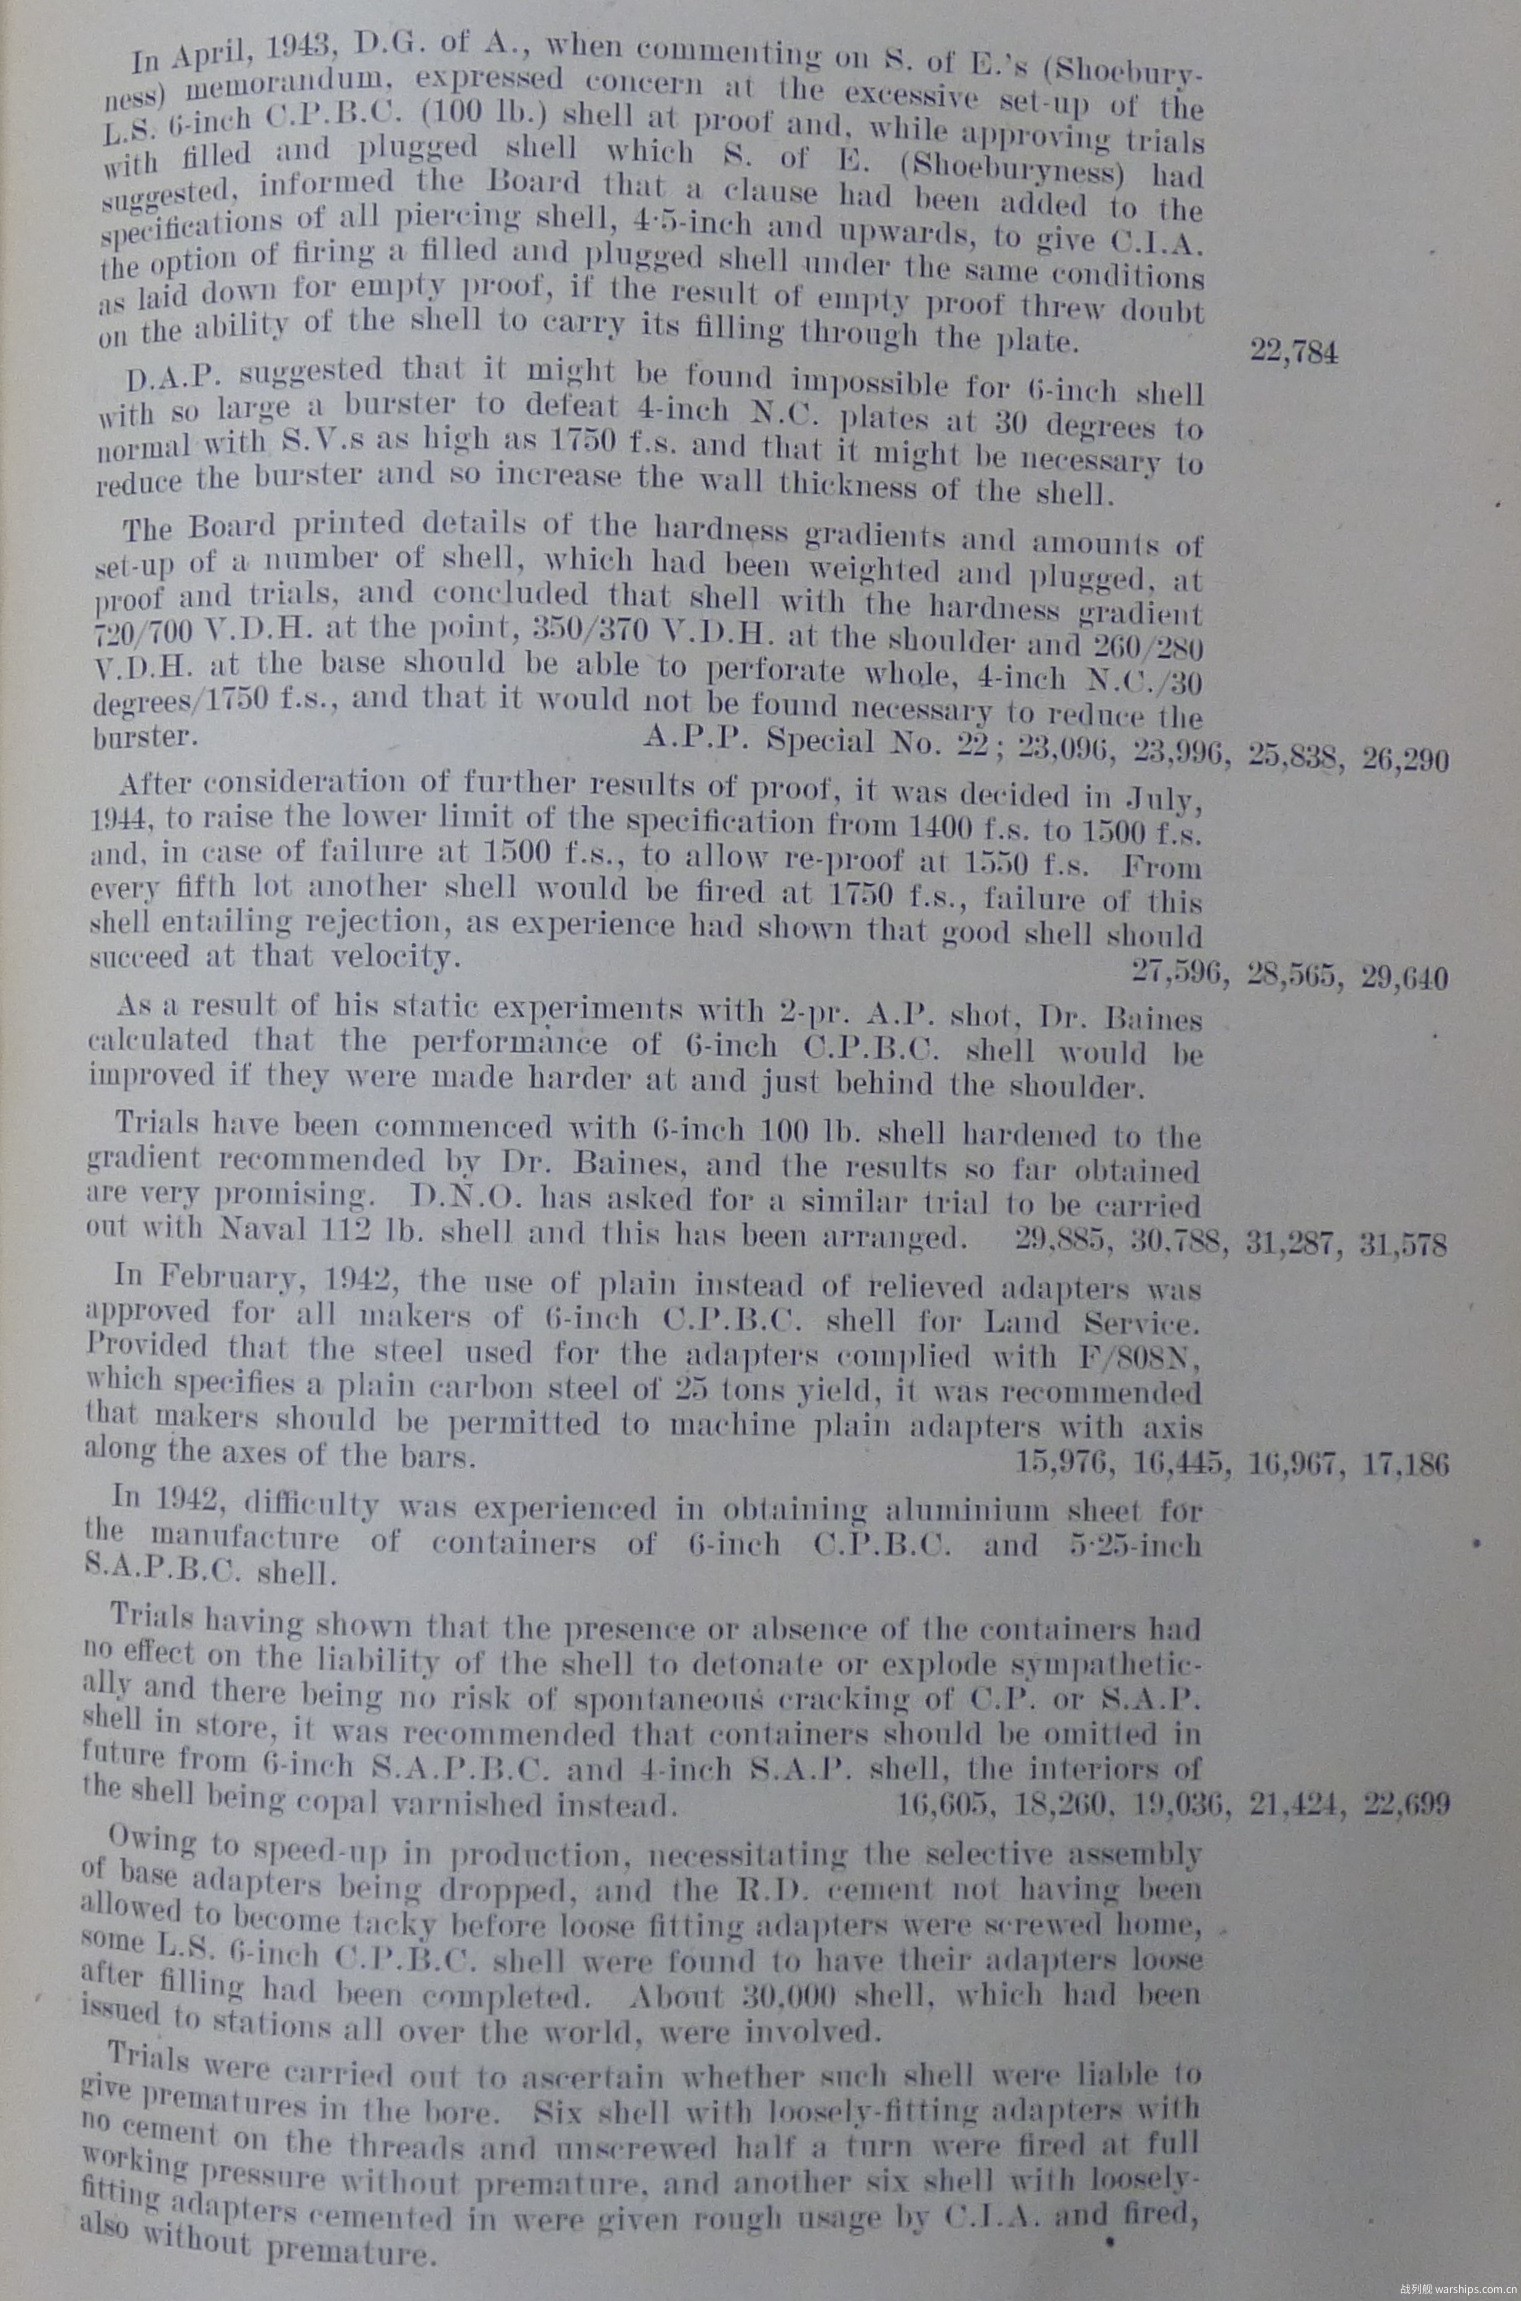 In April, 1943, D.G. of A., when commenting on S. of E.'s (Shoebury-
ness) memorandum, expressed concern at the excessive set-up of the
L.S. 6-inch C.P.B.C. (100 lb.) shell at proof and, while approving trials
with filled and plugged shell which S. of E. (Shoeburyness) had
suggested, informed the Board that a clause had been added to the
specifications of all piercing shell, 4·5-inch and upwards, to give C.I.A.
the option of firing a filled and plugged shell under the same conditions
as laid down for empty proof, if the result of empty proof threw doubt
on the ability of the shell to carry its filling through the plate. 22,784
D.A.P. suggested that it might be found impossible for 6-inch shell
with so large a burster to defeat 4-inch N.C. plates at 30 degrees to
normal with S.V.s as high as 1750 f.s. and that it might be necessary to
reduce the burster and so increase the wall thickness of the shell.
The Board printed details of the hardness gradients and amounts of
set-up of a number of shell, which had been weighted and plugged, at
proof and trials, and concluded that shell with the hardness gradient
720/700 V.D.H. at the point, 350/370 V.D.H. at the shoulder and 260/280
V.D.H. at the base should be able to perforate whole, 4-inch N.C./30
degrees/1750 f.s., and that it would not be found necessary to reduce the
burster. A.P.P. Special No. 22; 23,096, 23,996, 25,838, 26,290
After consideration of further results of proof, it was decided in July,
1944, to raise the lower limit of the specification from 1400 f.s. to 1500 f.s.
and, in case of failure at 1500 f.s., to allow re-proof at 1550 f.s. From
every fifth lot another shell would be fired at 1750 f.s., failure of this
shell entailing rejection, as experience had shown that good shell should
succeed at that velocity. 27,596, 28,565, 29,640
As a result of his static experiments with 2-pr. A.P. shot, Dr. Baines
calculated that the performance of 6-inch C.P.B.C. shell would be
improved if they were made harder at and just behind the shoulder.
Trials have been commenced with 6-inch 100 lb. shell hardened to the
gradient recommended by Dr. Baines, and the results so far obtained
are very promising. D.N.O. has asked for a similar trial to be carried
out with Naval 112 lb. shell and this has been arranged. 29,885, 30,788, 31,287, 31,578
In February, 1942, the use of plain instead of relieved adapters was
approved for all makers of 6-inch C.P.B.C. shell for Land Service.
Provided that the steel used for the adapters complied with F/808N,
which specifies a plain carbon steel of 25 tons yield, it was recommended
that makers should be permitted to machine plain adapters with axis
along the axes of the bars. 15,976, 16,445, 16,967, 17,186
In 1942, difficulty was experienced in obtaining aluminium sheet for
the manufacture of containers of 6-inch C.P.B.C. and 5·25-inch
S.A.P.B.C. shell.
Trials having shown that the presence or absence of the containers had
no effect on the liability of the shell to detonate or explode sympathetic-
ally and there being no risk of spontaneous cracking of C.P. or S.A.P.
shell in store, it was recommended that containers should be omitted in
future from 6-inch S.A.P.B.C. and 4-inch S.A.P. shell, the interiors of
the shell being copal varnished instead. 16,605, 18,260, 19,036, 21,424, 22,699
Owing to speed-up in production, necessitating the selective assembly
of base adapters being dropped, and the R.D. cement not having been
allowed to become tacky before loose fitting adapters were screwed home,
some L.S. 6-inch C.P.B.C. shell were found to have their adapters loose
after filling had been completed. About 30,000 shell, which had been
issued to stations all over the world, were involved.
Trials were carried out to ascertain whether such shell were liable to
give prematures in the bore. Six shell with loosely-fitting adapters with
no cement on the threads and unscrewed half a turn were fired at full
working pressure without premature, and another six shell with loosely-
fitting adapters cemented in were given rough usage by C.I.A. and fired,
also without premature.
战列舰 warships.com.cn